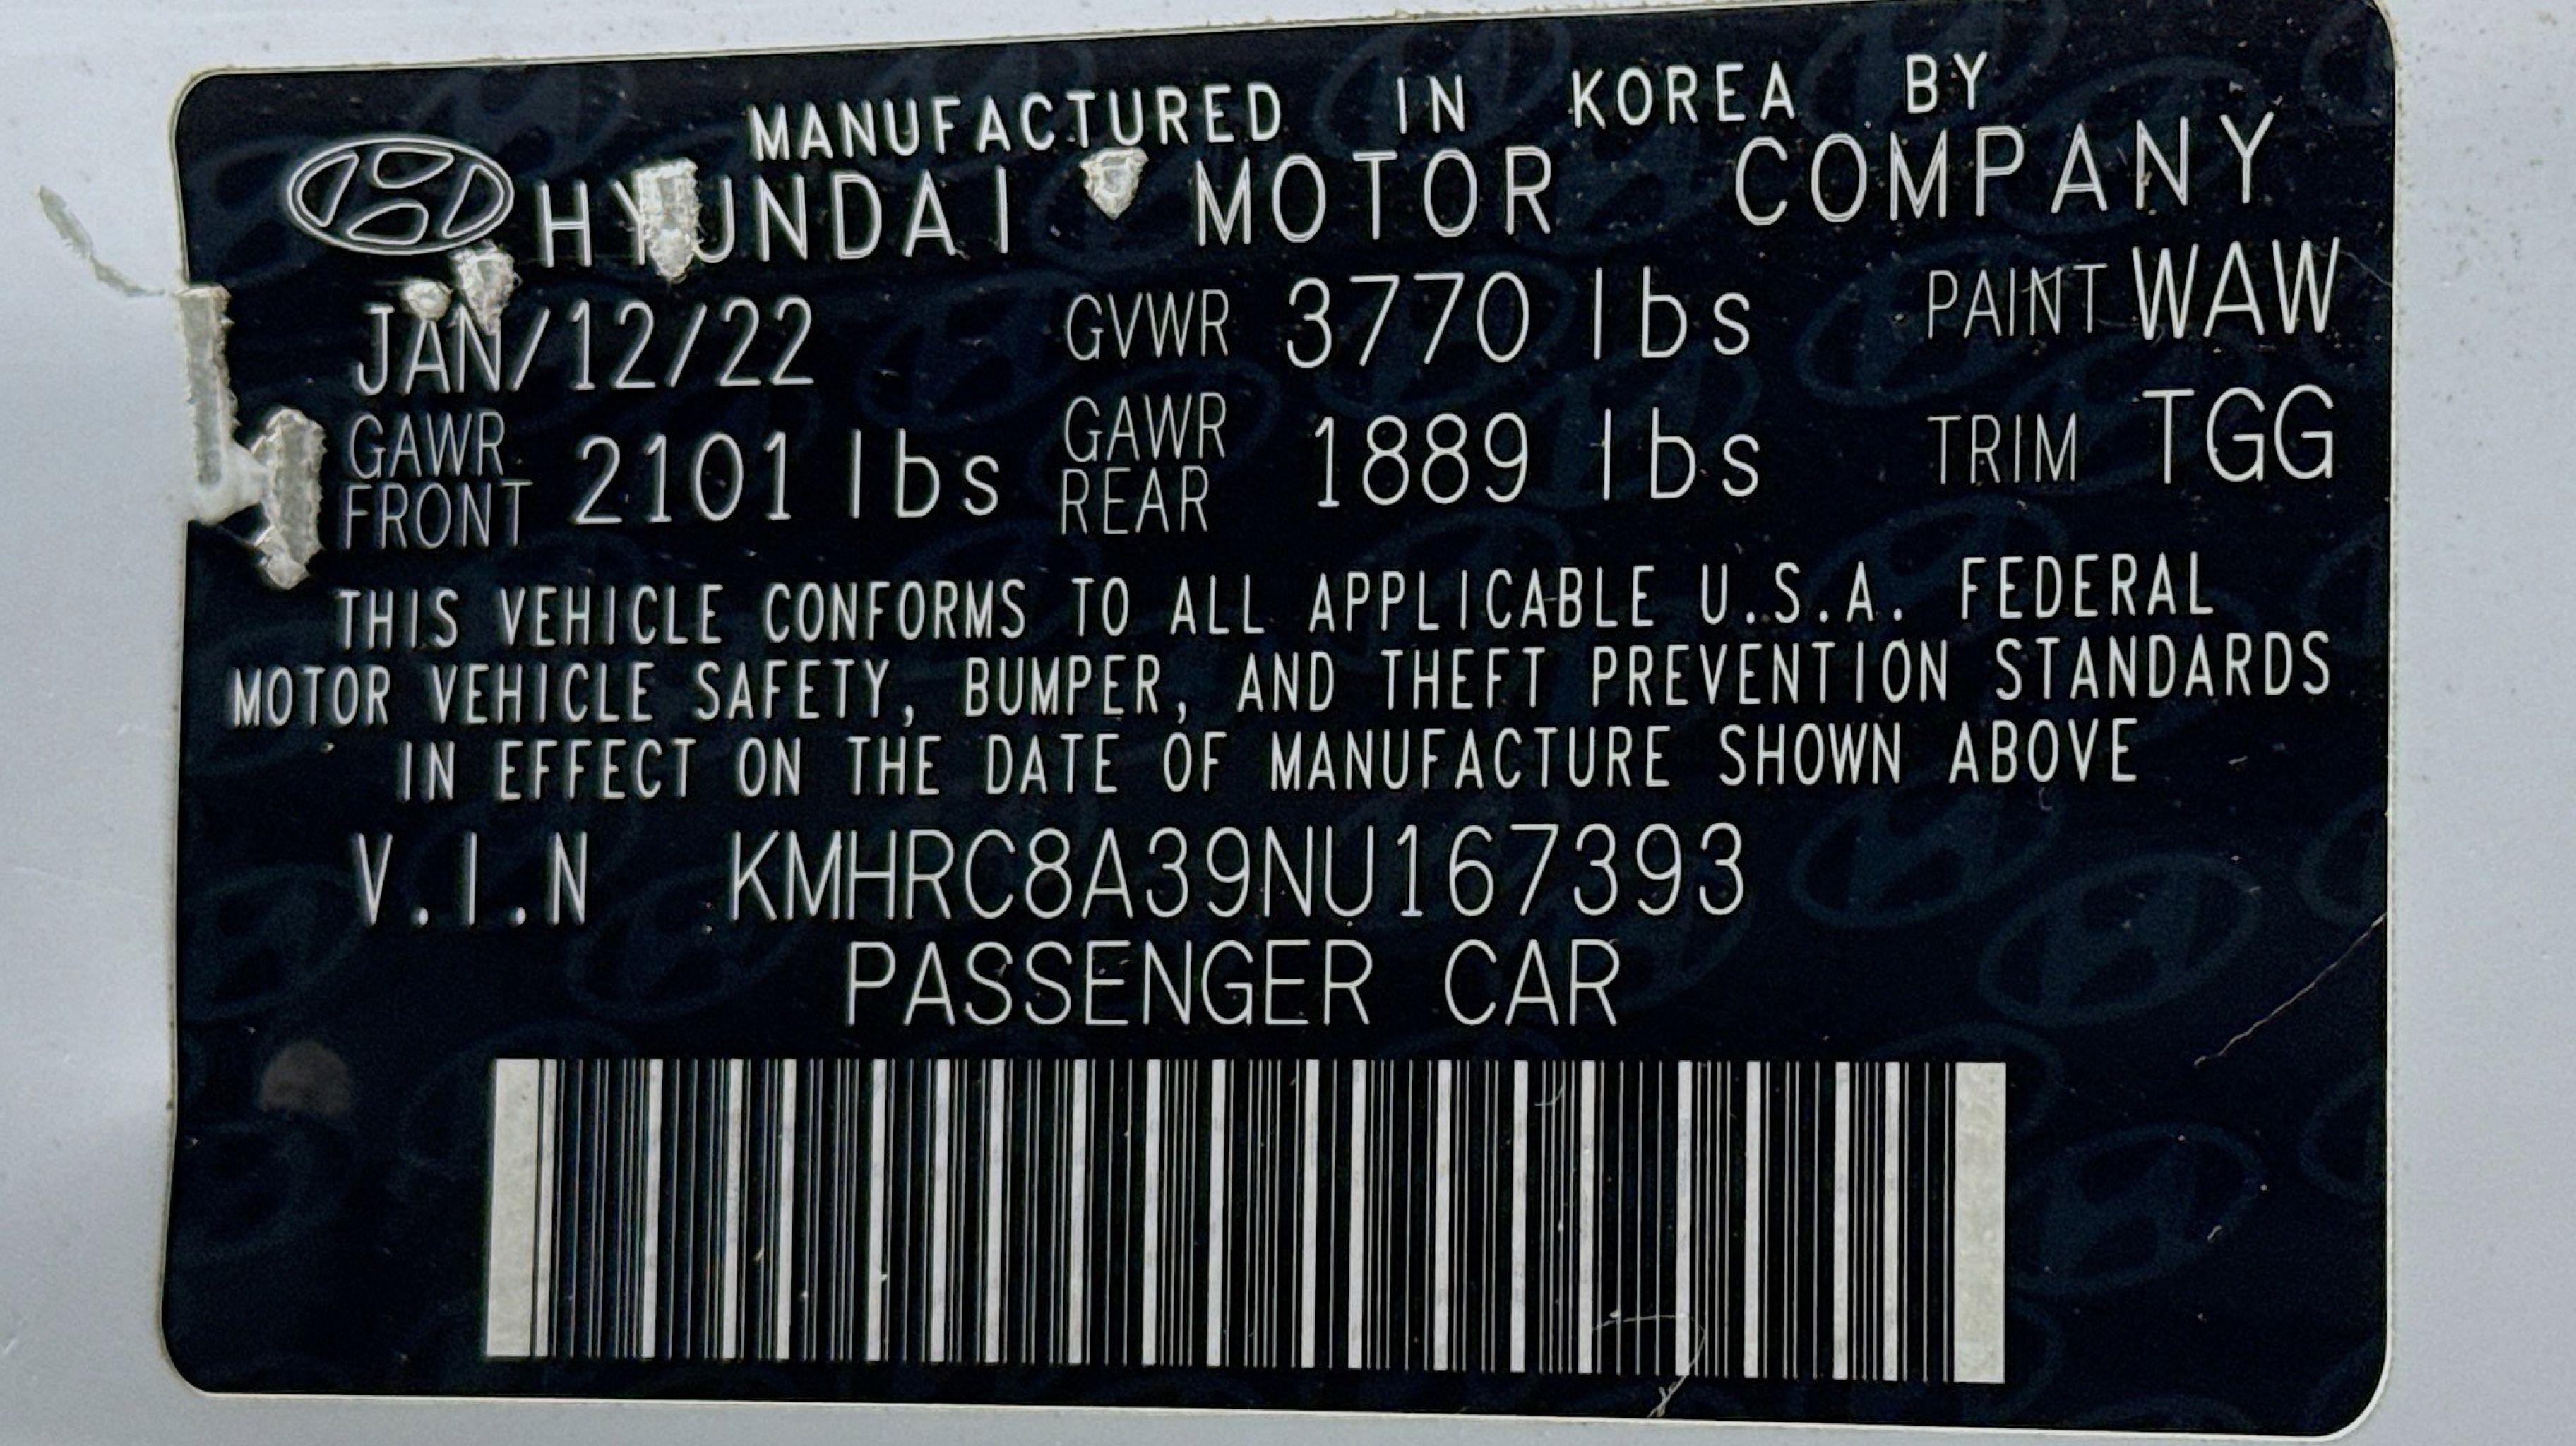 MANUFACTURED IN KOREA BY
HYUNDAI MOTOR COMPANY
JAN/12/22 GVWR 3770 lbs PAINT WAW
GAWR FRONT 2101 lbs GAWR REAR 1889 lbs TRIM TGG
THIS VEHICLE CONFORMS TO ALL APPLICABLE U.S.A. FEDERAL
MOTOR VEHICLE SAFETY, BUMPER, AND THEFT PREVENTION STANDARDS
IN EFFECT ON THE DATE OF MANUFACTURE SHOWN ABOVE
V.I.N KMHRC8A39NU167393
PASSENGER CAR